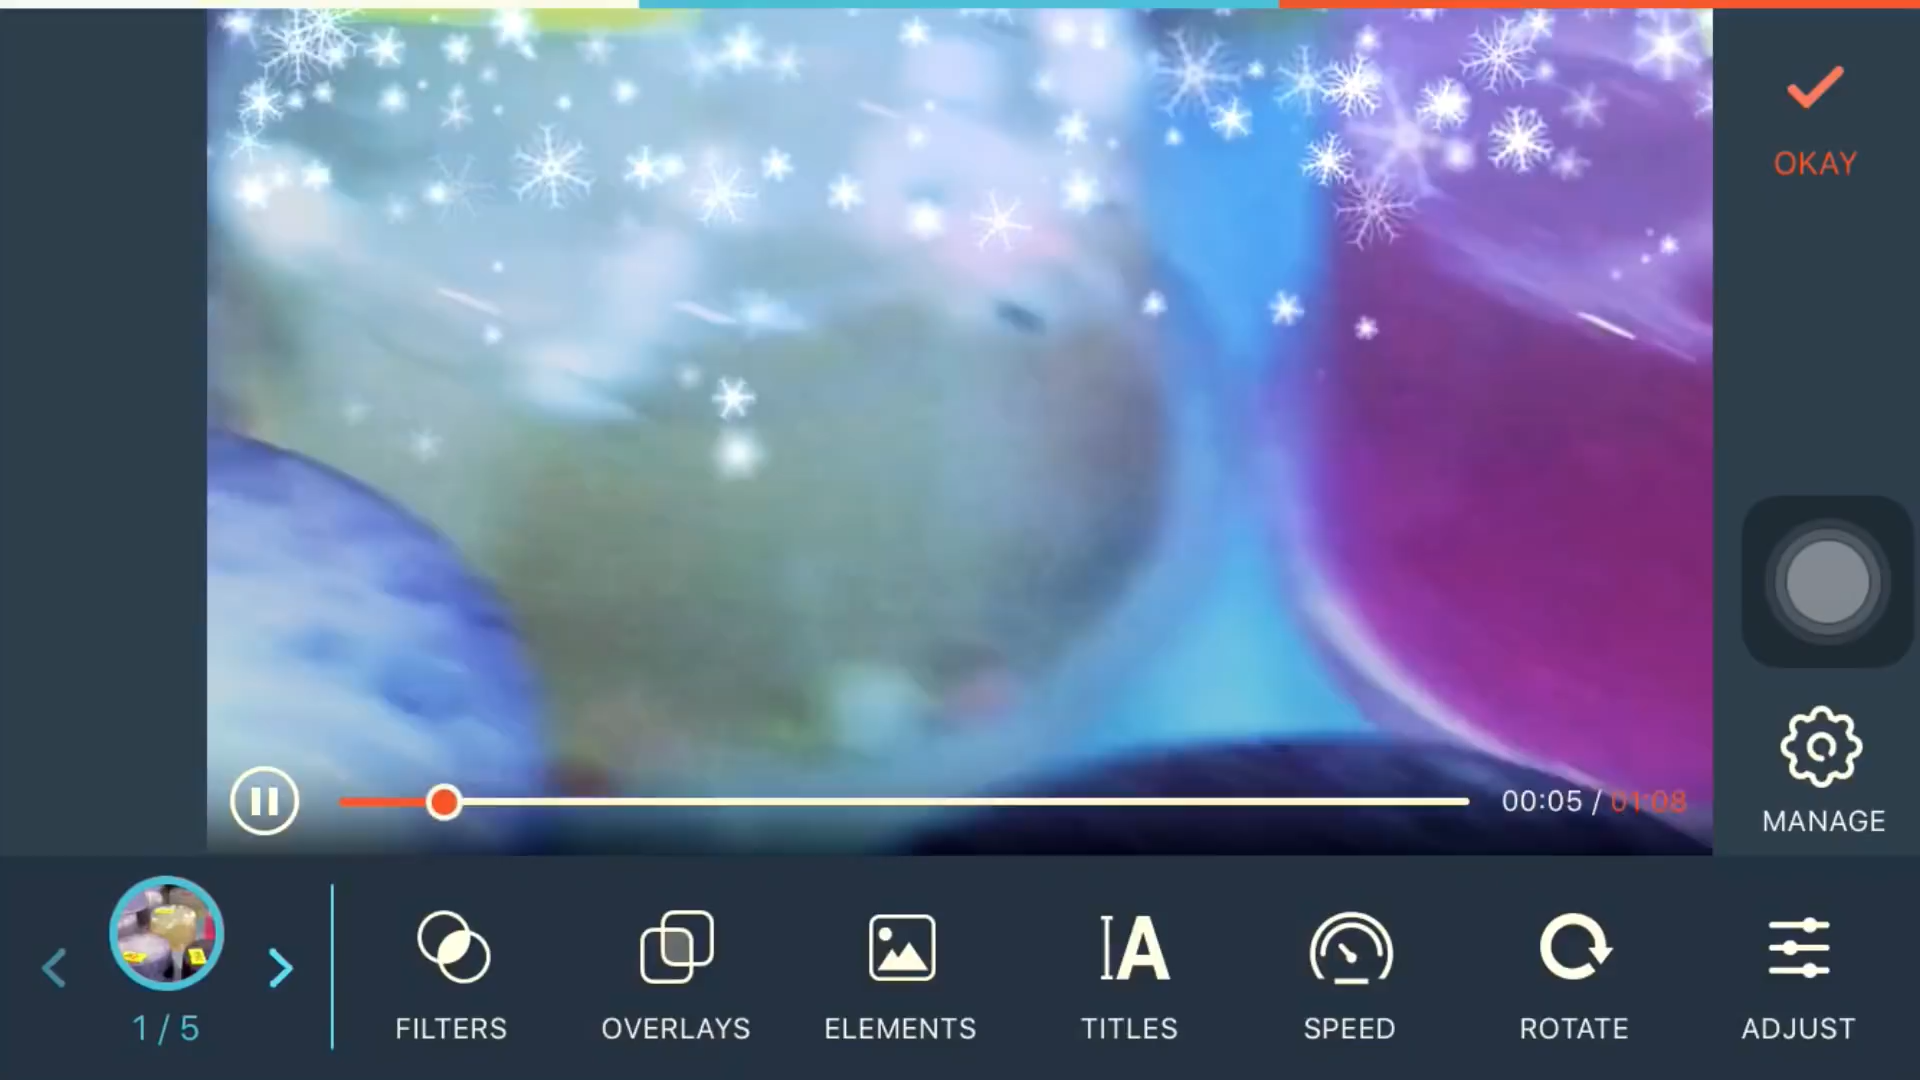 OKAY
00:05 / 01:08
MANAGE
1 / 5
FILTERS
OVERLAYS
ELEMENTS
A
TITLES
SPEED
ROTATE
ADJUST